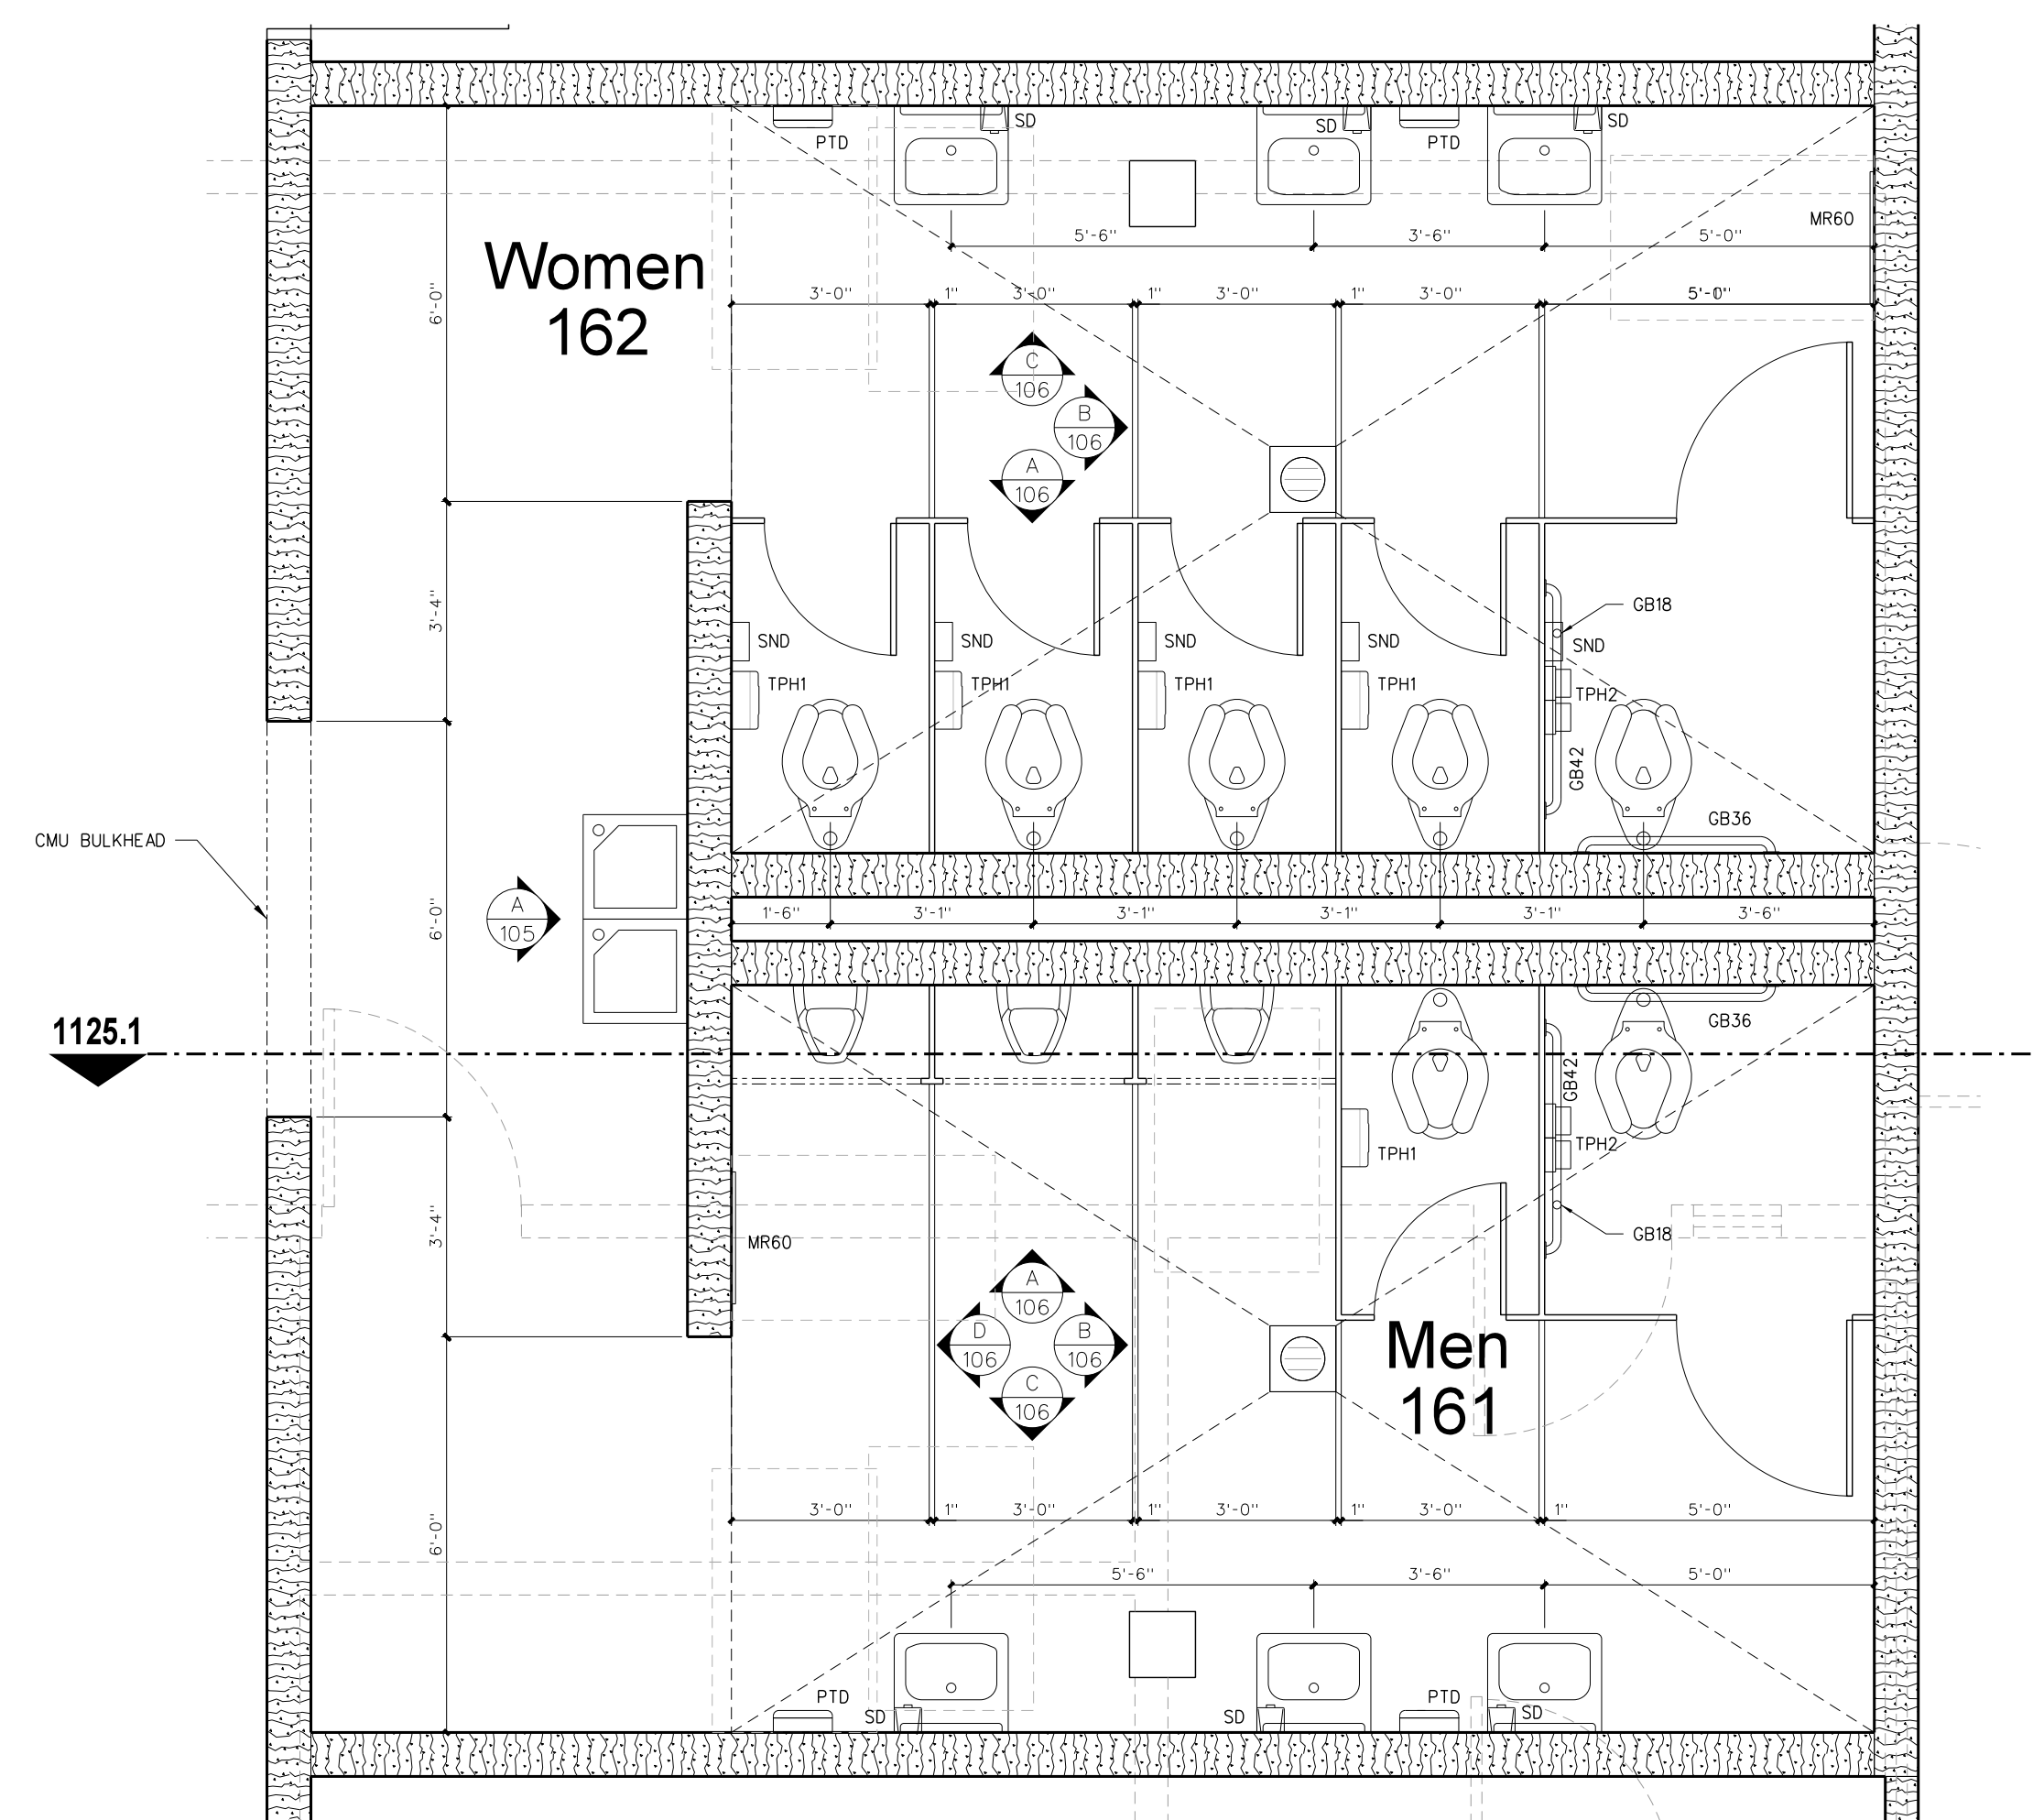 PTD
SD
SD
PTD
SD
MR60
5'-6"
3'-6"
5'-0"
Women
162
6'-0"
3'-0"
1"
3'-0"
1"
3'-0"
1"
3'-0"
C
106
B
106
A
106
3'-4"
GB18
SND
SND
SND
SND
SND
TPH1
TPH1
TPH1
TPH1
TPH2
GB42
GB36
CMU BULKHEAD
A
105
6'-0"
1'-6"
3'-1"
3'-1"
3'-1"
3'-1"
3'-6"
1125.1
GB36
GB42
TPH1
TPH2
3'-4"
MR60
GB18
A
106
D
106
B
106
C
106
Men
161
6'-0"
3'-0"
1"
3'-0"
1"
3'-0"
1"
3'-0"
1"
5'-0"
5'-6"
3'-6"
5'-0"
PTD
SD
SD
PTD
SD